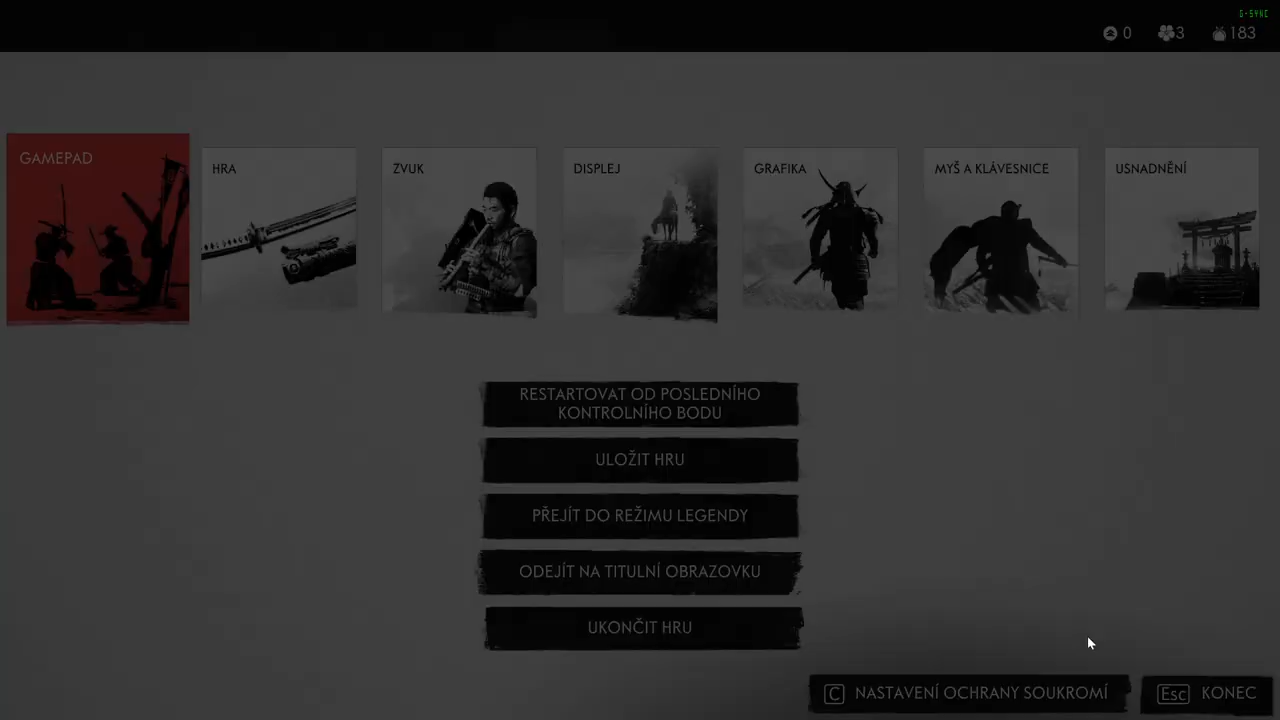 G-SYNC
0 3 183
GAMEPAD
HRA
ZVUK
DISPLEJ
GRAFIKA
MYŠ A KLÁVESNICE
USNADNĚNÍ
RESTARTOVAT OD POSLEDNÍHO
KONTROLNÍHO BODU
ULOŽIT HRU
PŘEJÍT DO REŽIMU LEGENDY
ODEJÍT NA TITULNÍ OBRAZOVKU
UKONČIT HRU
C NASTAVENÍ OCHRANY SOUKROMÍ
Esc KONEC